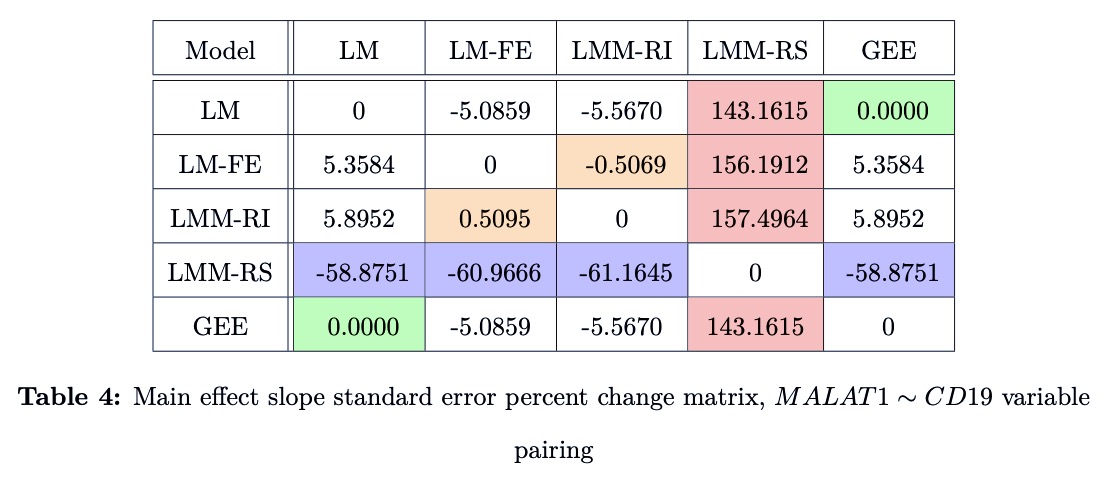 Model LM LM-FE LMM-RI LMM-RS GEE
LM 0 -5.0859 -5.5670 143.1615 0.0000
LM-FE 5.3584 0 -0.5069 156.1912 5.3584
LMM-RI 5.8952 0.5095 0 157.4964 5.8952
LMM-RS -58.8751 -60.9666 -61.1645 0 -58.8751
GEE 0.0000 -5.0859 -5.5670 143.1615 0
Table 4: Main effect slope standard error percent change matrix, MALAT1 ∼ CD19 variable
pairing